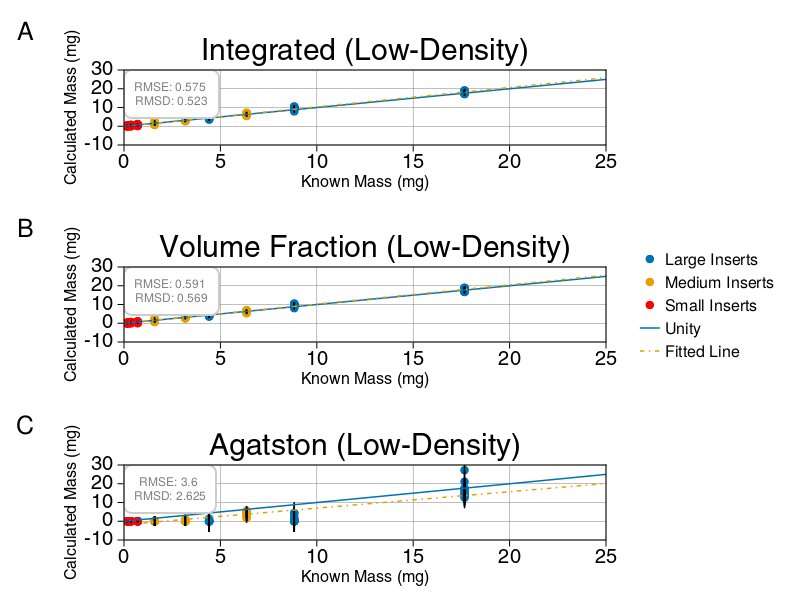 A
Integrated (Low-Density)
Calculated Mass (mg)
30
20
10
0
-10
RMSE: 0.575
RMSD: 0.523
0 5 10 15 20 25
Known Mass (mg)
B
Volume Fraction (Low-Density)
Calculated Mass (mg)
30
20
10
0
-10
RMSE: 0.591
RMSD: 0.569
0 5 10 15 20 25
Known Mass (mg)
Large Inserts
Medium Inserts
Small Inserts
Unity
Fitted Line
C
Agatston (Low-Density)
Calculated Mass (mg)
30
20
10
0
-10
RMSE: 3.6
RMSD: 2.625
0 5 10 15 20 25
Known Mass (mg)